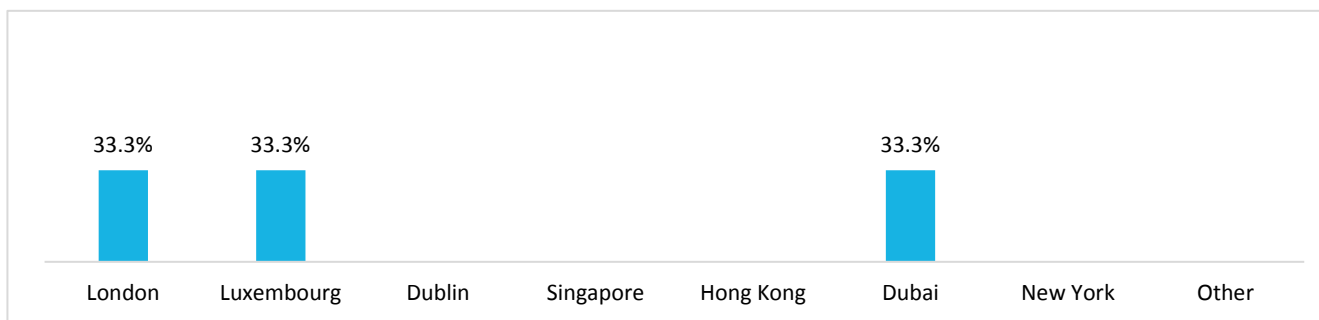 33.3% 33.3% 33.3%
London Luxembourg Dublin Singapore Hong Kong Dubai New York Other